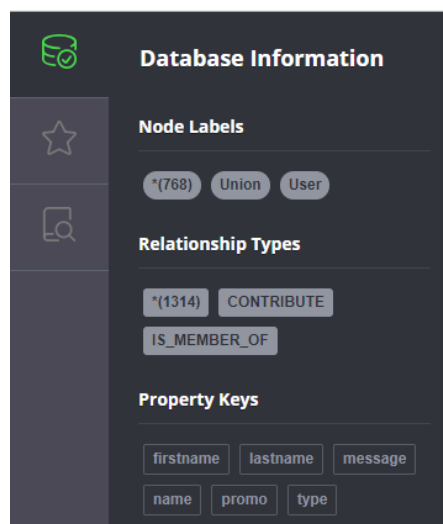 Database Information
Node Labels
*(768) Union User
Relationship Types
*(1314) CONTRIBUTE
IS_MEMBER_OF
Property Keys
firstname lastname message
name promo type